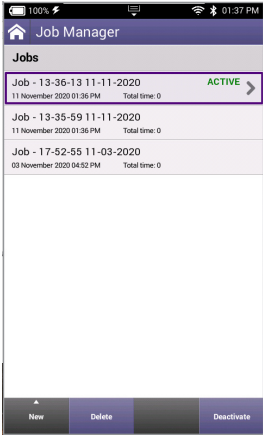 100% 01:37 PM
Job Manager
Jobs
Job - 13-36-13 11-11-2020 ACTIVE
11 November 2020 01:36 PM Total time: 0
Job - 13-35-59 11-11-2020
11 November 2020 01:36 PM Total time: 0
Job - 17-52-55 11-03-2020
03 November 2020 04:52 PM Total time: 0
New Delete Deactivate